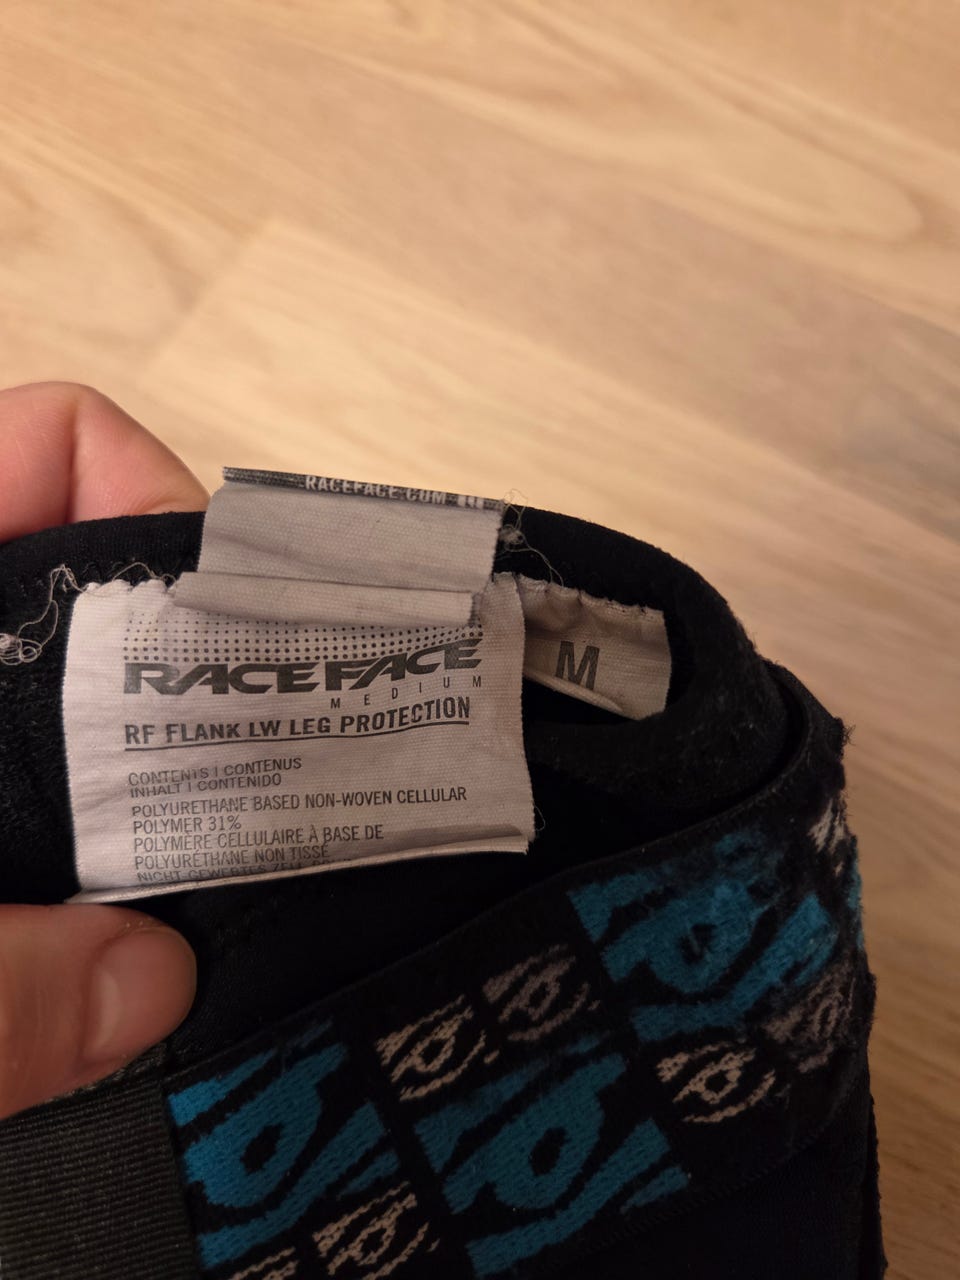 RACEFACE.COM
RACEFACE
MEDIUM
M
RF FLANK LW LEG PROTECTION
CONTENTS | CONTENUS
INHALT | CONTENIDO
POLYURETHANE BASED NON-WOVEN CELLULAR
POLYMER 31%
POLYMÈRE CELLULAIRE À BASE DE
POLYURÉTHANE NON TISSÉ